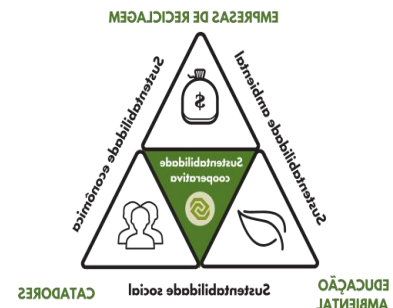 EMPRESAS DE RECICLAGEM
Sustentabilidade econômica
Sustentabilidade ambiental
$
Sustentabilidade
cooperativa
CATADORES
Sustentabilidade social
EDUCAÇÃO
AMBIENTAL